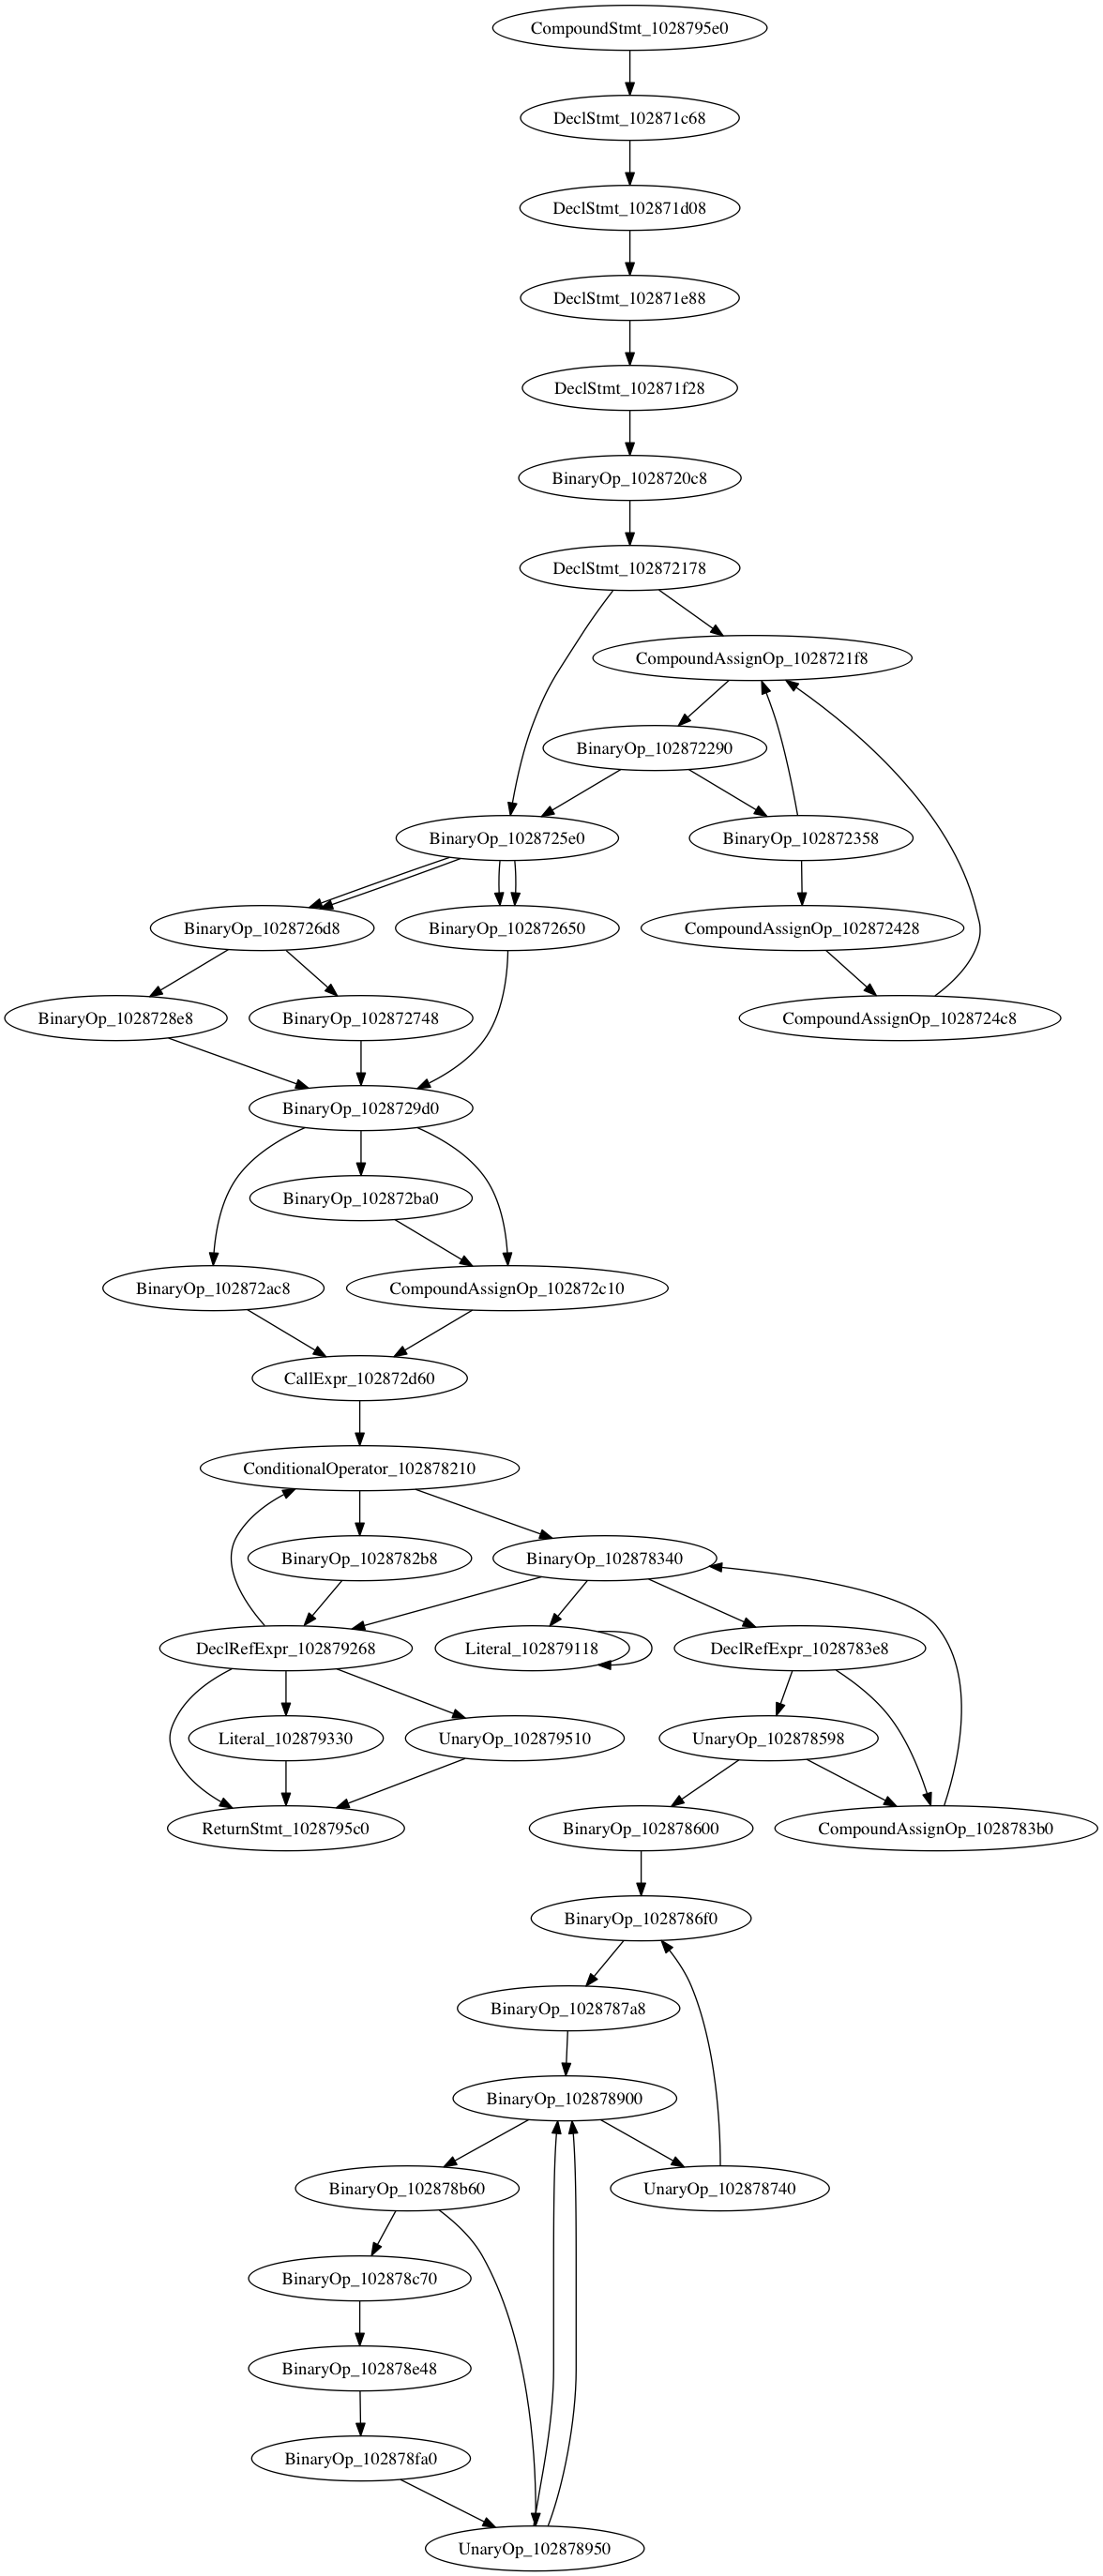 CompoundStmt_1028795e0
DeclStmt_102871c68
DeclStmt_102871d08
DeclStmt_102871e88
DeclStmt_102871f28
BinaryOp_1028720c8
DeclStmt_102872178
CompoundAssignOp_1028721f8
BinaryOp_102872290
BinaryOp_1028725e0
BinaryOp_102872358
BinaryOp_1028726d8
BinaryOp_102872650
CompoundAssignOp_102872428
BinaryOp_1028728e8
BinaryOp_102872748
CompoundAssignOp_1028724c8
BinaryOp_1028729d0
BinaryOp_102872ba0
BinaryOp_102872ac8
CompoundAssignOp_102872c10
CallExpr_102872d60
ConditionalOperator_102878210
BinaryOp_1028782b8
BinaryOp_102878340
DeclRefExpr_102879268
Literal_102879118
DeclRefExpr_1028783e8
Literal_102879330
UnaryOp_102879510
UnaryOp_102878598
ReturnStmt_1028795c0
BinaryOp_102878600
CompoundAssignOp_1028783b0
BinaryOp_1028786f0
BinaryOp_1028787a8
BinaryOp_102878900
BinaryOp_102878b60
UnaryOp_102878740
BinaryOp_102878c70
BinaryOp_102878e48
BinaryOp_102878fa0
UnaryOp_102878950